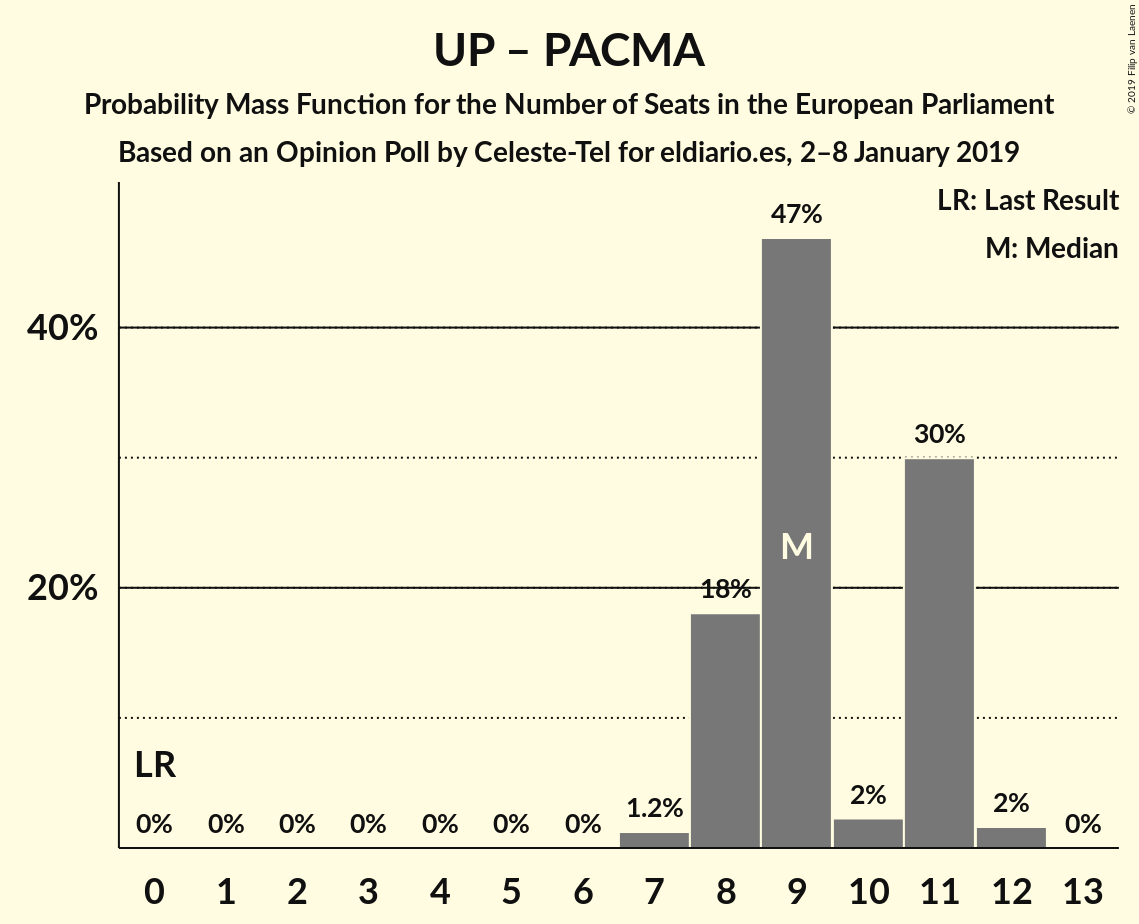 UP – PACMA
Probability Mass Function for the Number of Seats in the European Parliament
Based on an Opinion Poll by Celeste-Tel for eldiario.es, 2–8 January 2019
© 2019 Filip van Laenen
LR: Last Result
M: Median
40%
20%
LR
0%
0%
0%
0%
0%
0%
0%
1.2%
18%
47%
M
2%
30%
2%
0%
0 1 2 3 4 5 6 7 8 9 10 11 12 13